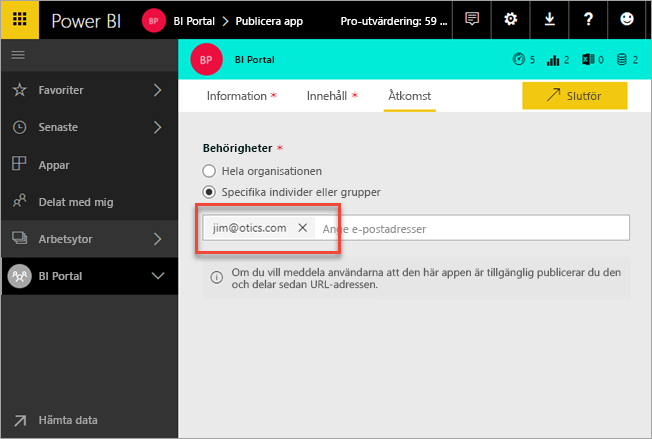 Power BI BP BI Portal > Publicera app Pro-utvärdering: 59 ... ?
Favoriter
Senaste
Appar
Delat med mig
Arbetsytor
BI Portal
Hämta data
BP BI Portal 5 2 0 2
Information * Innehåll * Åtkomst Slutför
Behörigheter *
Hela organisationen
Specifika individer eller grupper
jim@otics.com Ange e-postadresser
Om du vill meddela användarna att den här appen är tillgänglig publicerar du den
och delar sedan URL-adressen.